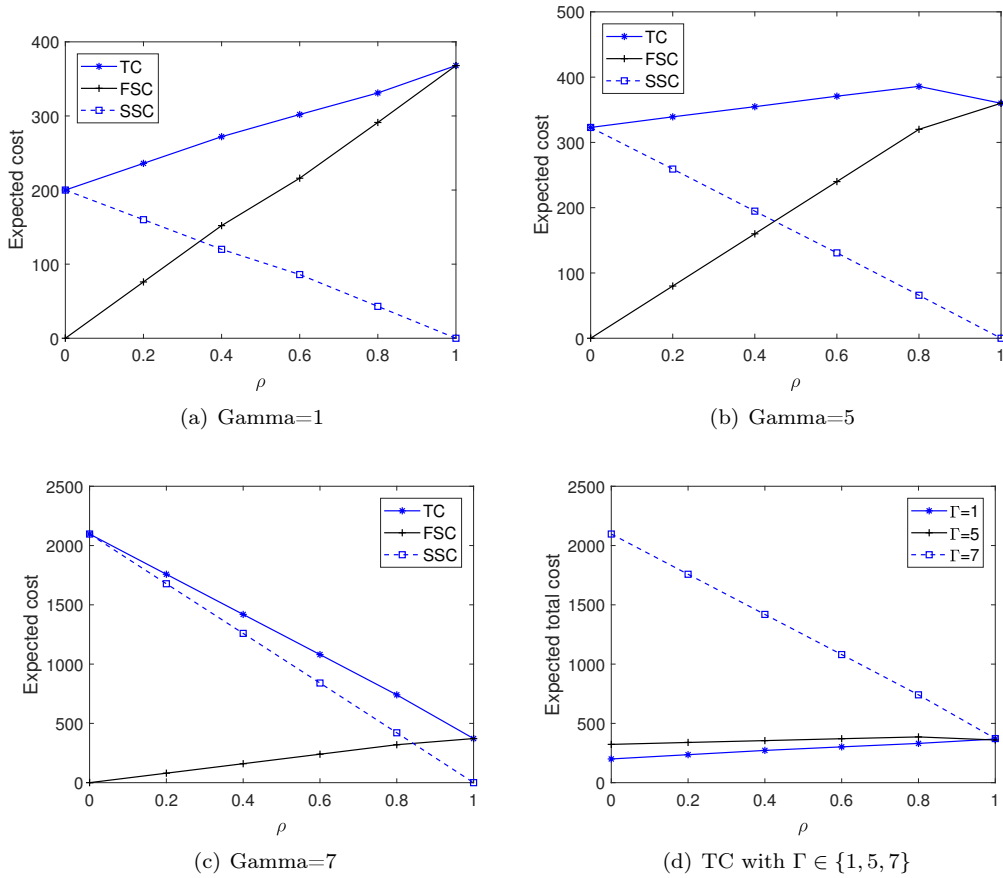 400
300
200
100
0
Expected cost
TC
FSC
SSC
0 0.2 0.4 0.6 0.8 1
ρ
(a) Gamma=1
500
400
300
200
100
0
Expected cost
TC
FSC
SSC
0 0.2 0.4 0.6 0.8 1
ρ
(b) Gamma=5
2500
2000
1500
1000
500
0
Expected cost
TC
FSC
SSC
0 0.2 0.4 0.6 0.8 1
ρ
(c) Gamma=7
2500
2000
1500
1000
500
0
Expected total cost
Γ=1
Γ=5
Γ=7
0 0.2 0.4 0.6 0.8 1
ρ
(d) TC with Γ ∈ {1, 5, 7}